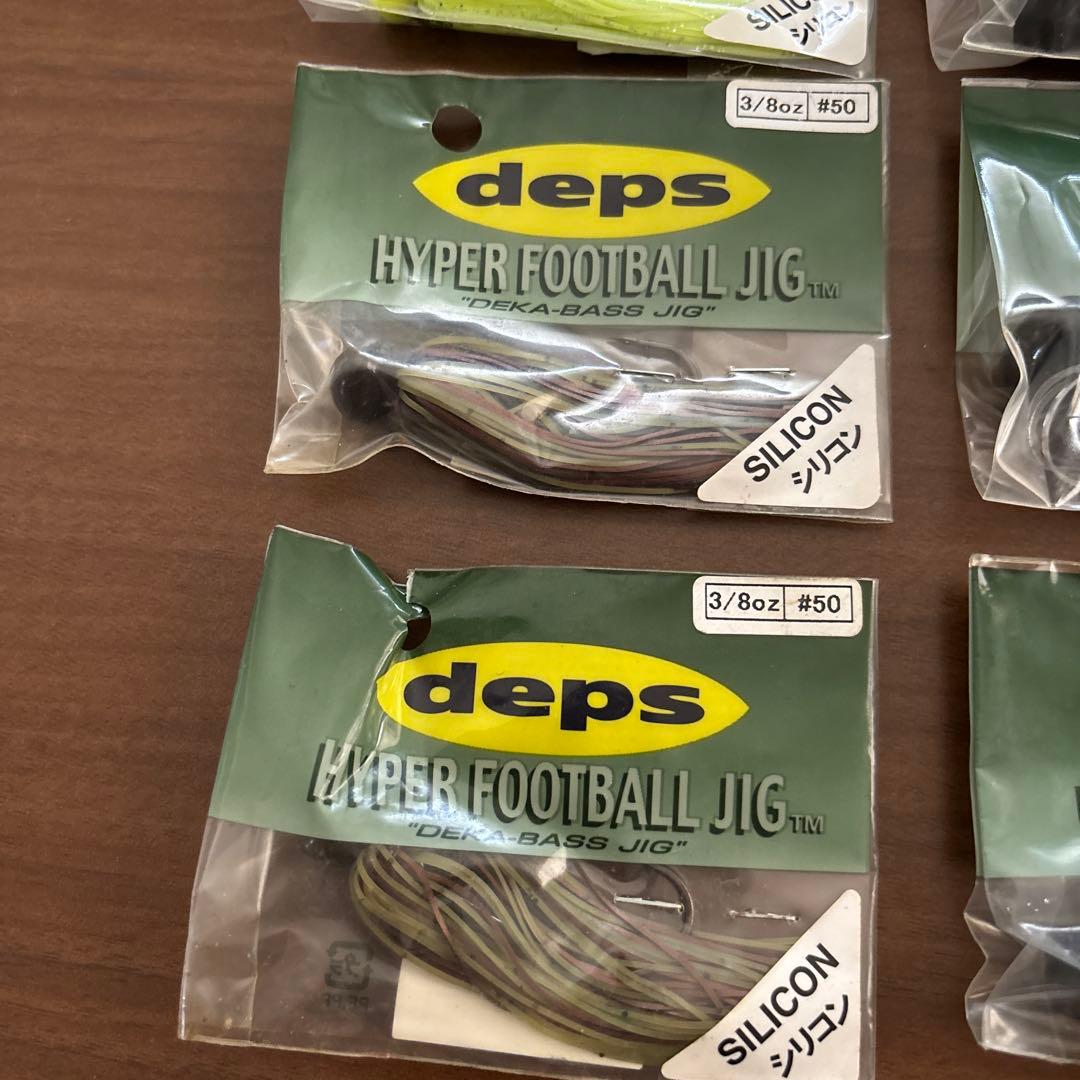 SILICON
シリコン
3/8oz #50
deps
HYPER FOOTBALL JIG™
"DEKA-BASS JIG"
SILICON
シリコン
3/8oz #50
deps
HYPER FOOTBALL JIG™
"DEKA-BASS JIG"
SILICON
シリコン